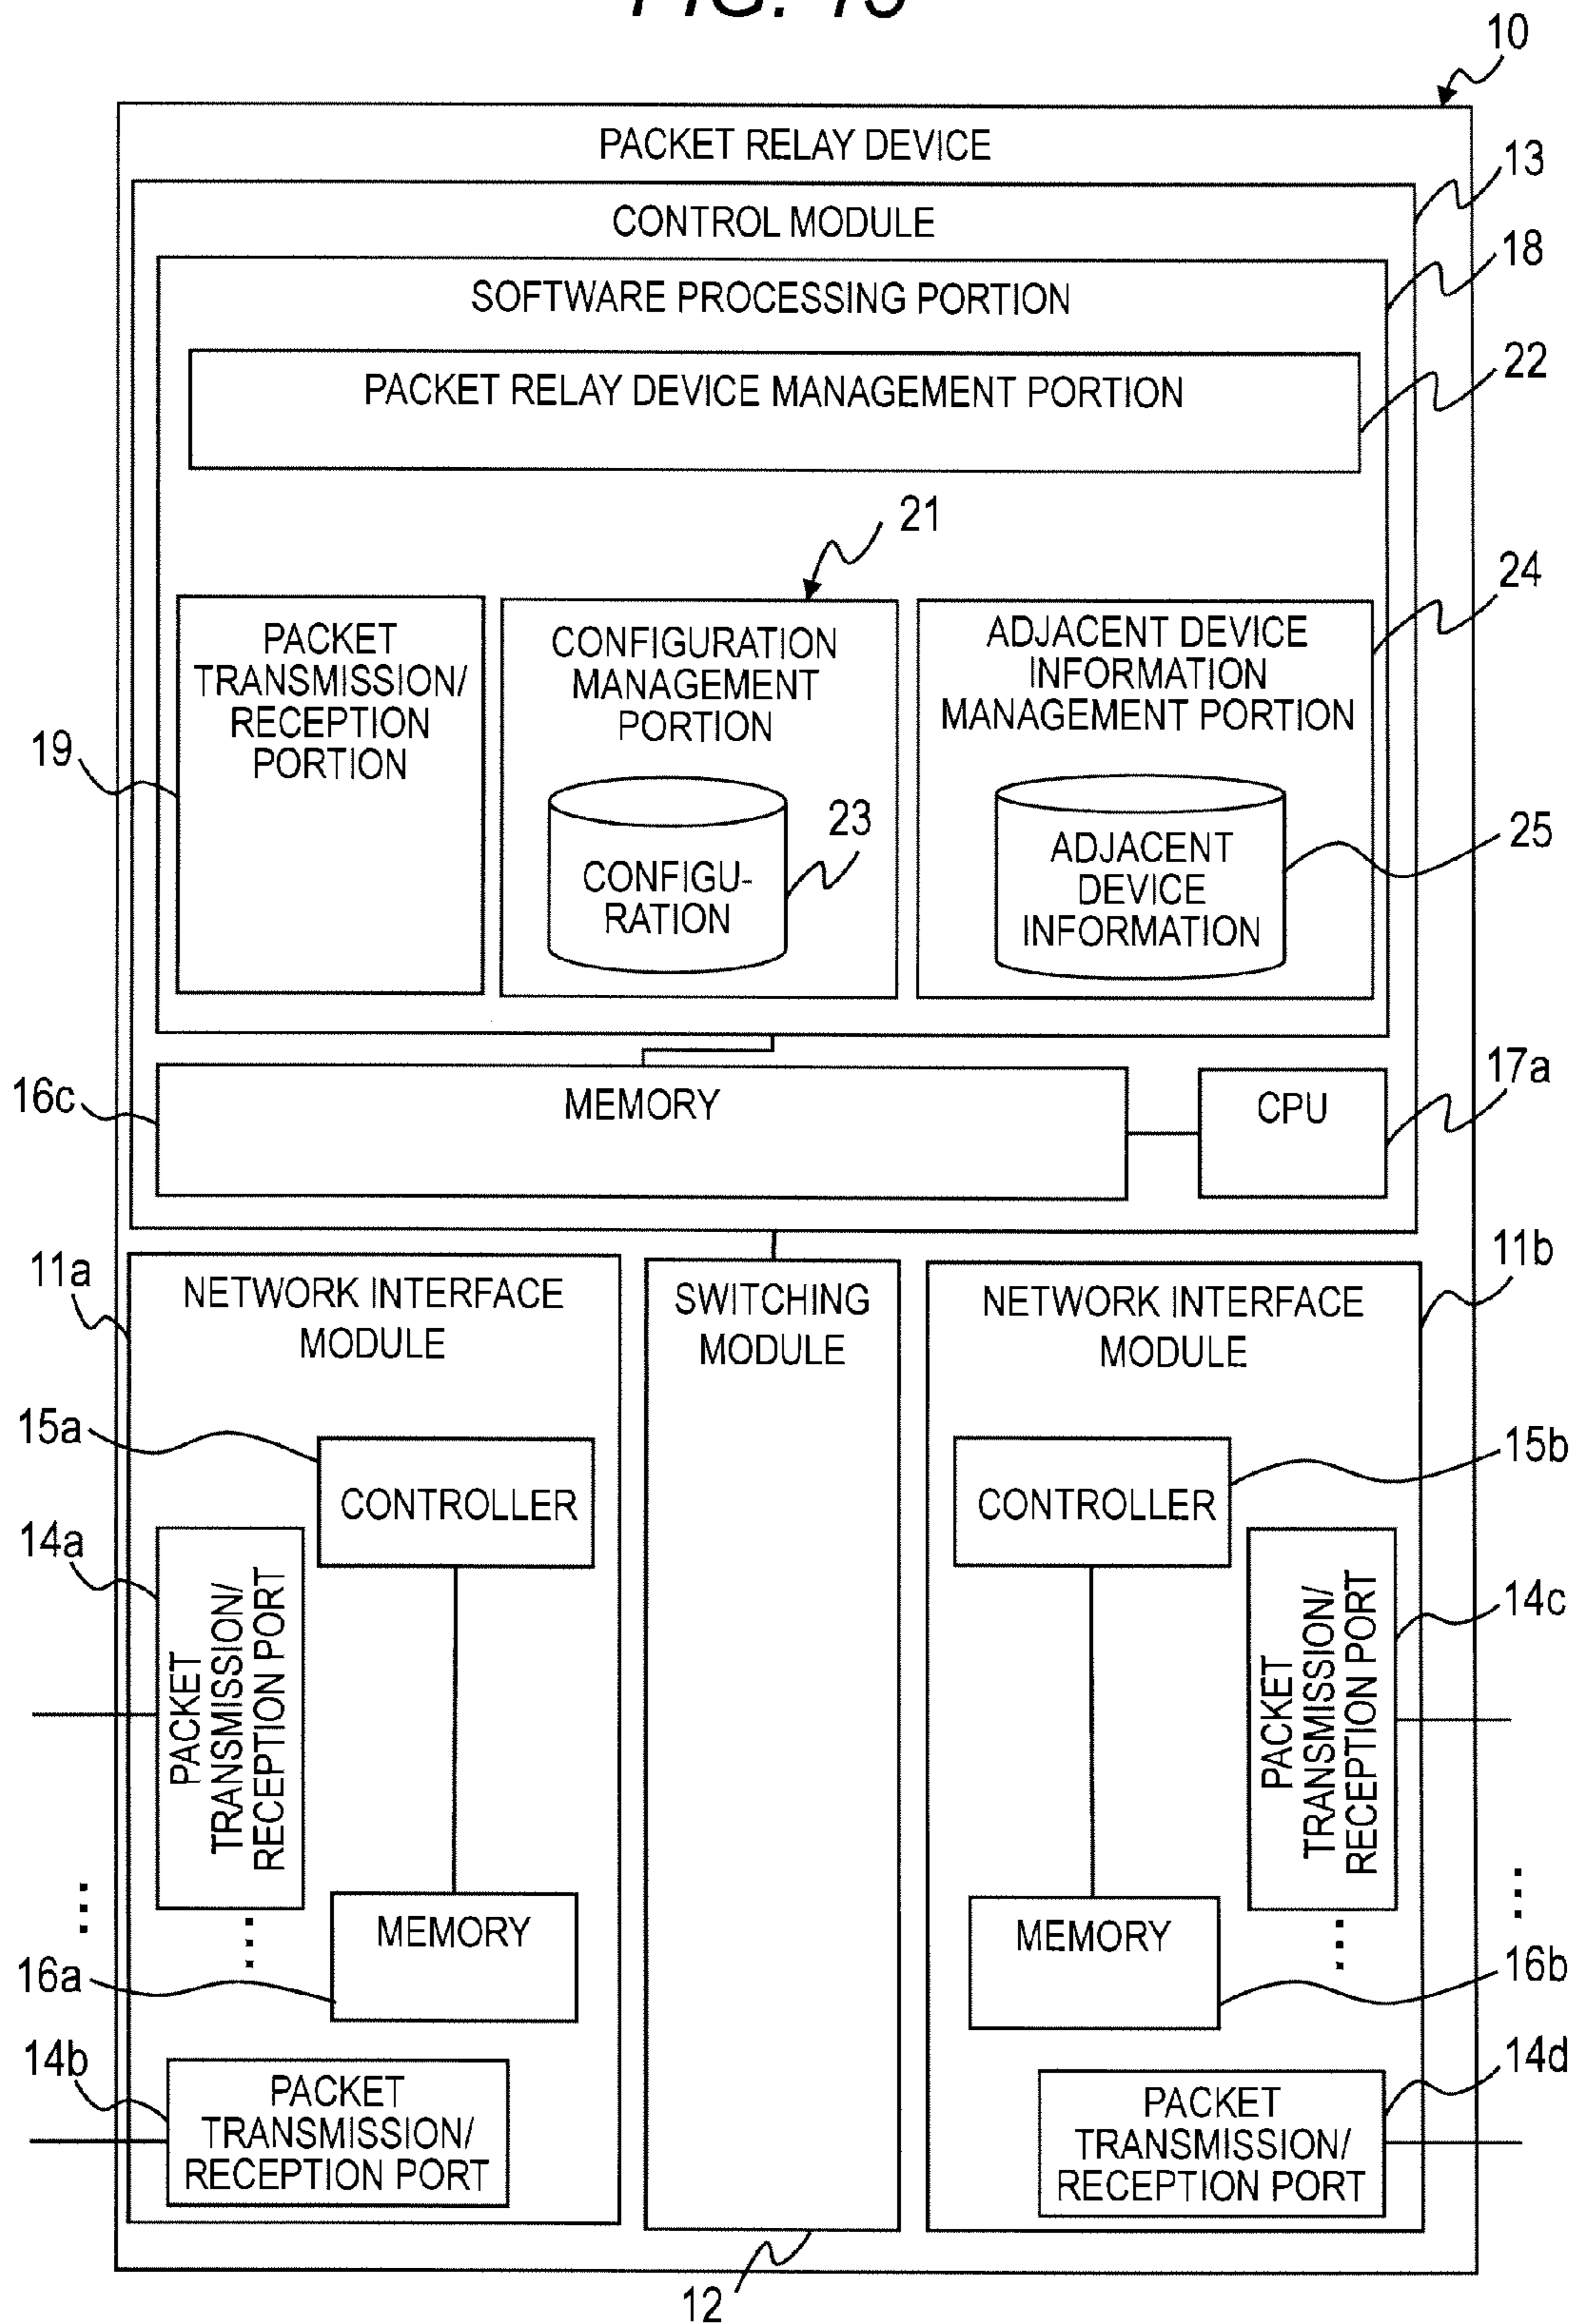 10
PACKET RELAY DEVICE
13
CONTROL MODULE
18
SOFTWARE PROCESSING PORTION
22
PACKET RELAY DEVICE MANAGEMENT PORTION
21
24
PACKET
TRANSMISSION/
RECEPTION
PORTION
19
CONFIGURATION
MANAGEMENT
PORTION
23
CONFIGU-
RATION
ADJACENT DEVICE
INFORMATION
MANAGEMENT PORTION
25
ADJACENT
DEVICE
INFORMATION
16c
MEMORY
CPU
17a
11a
NETWORK INTERFACE
MODULE
SWITCHING
MODULE
NETWORK INTERFACE
MODULE
11b
15a
CONTROLLER
CONTROLLER
15b
14a
PACKET
TRANSMISSION/
RECEPTION PORT
PACKET
TRANSMISSION/
RECEPTION PORT
14c
MEMORY
16a
MEMORY
16b
14b
PACKET
TRANSMISSION/
RECEPTION PORT
PACKET
TRANSMISSION/
RECEPTION PORT
14d
12